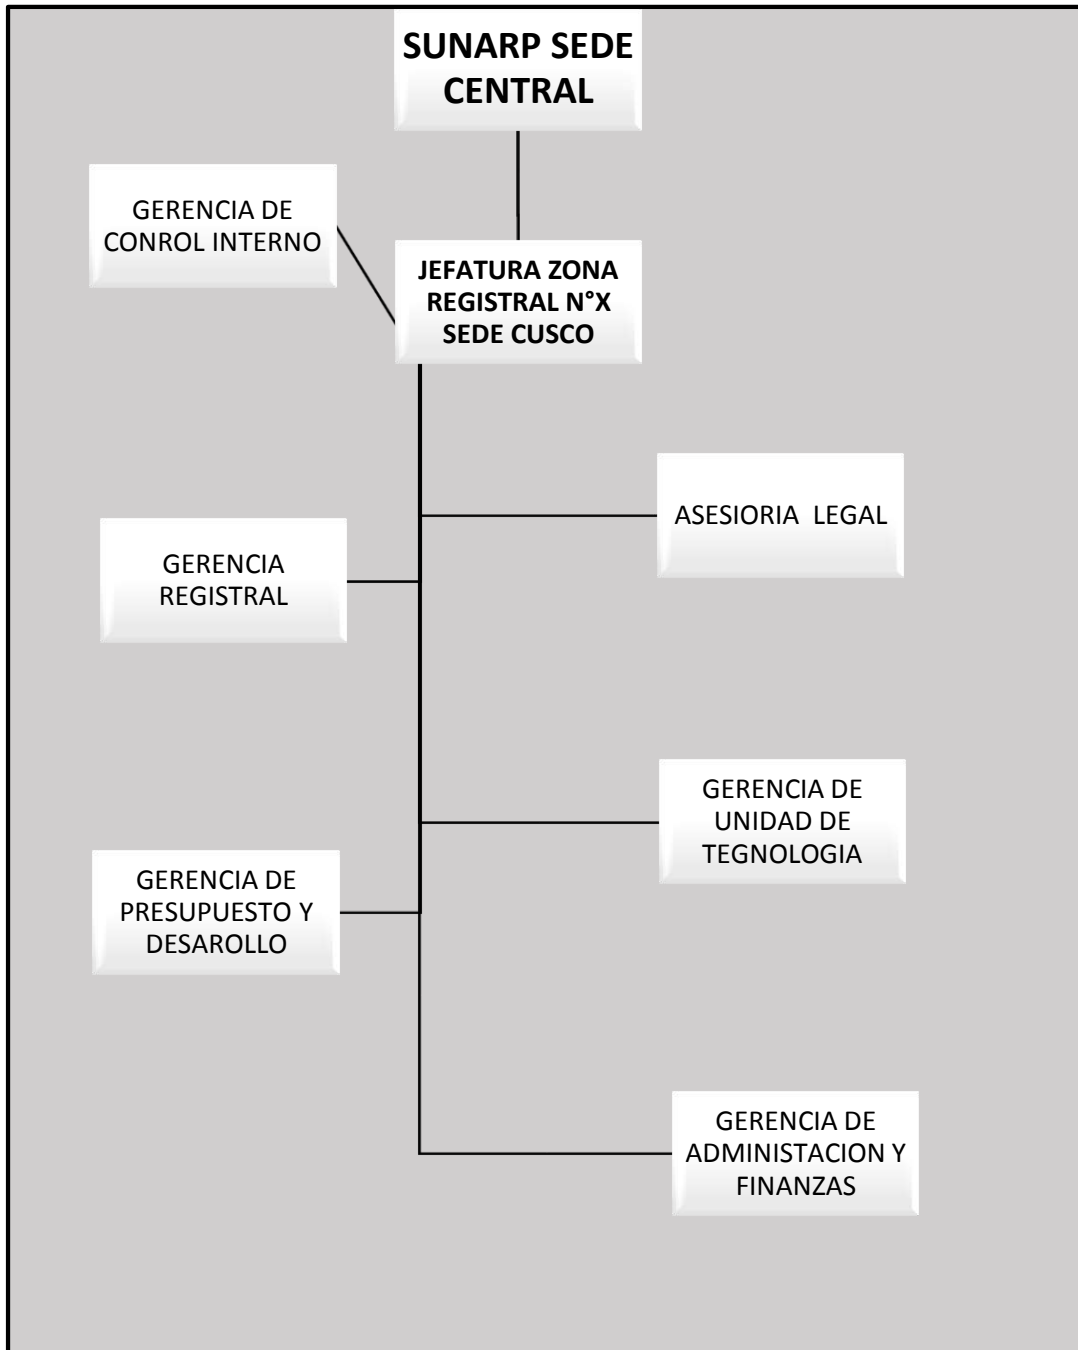 SUNARP SEDE
CENTRAL
GERENCIA DE
CONROL INTERNO
JEFATURA ZONA
REGISTRAL N°X
SEDE CUSCO
ASESIORIA  LEGAL
GERENCIA
REGISTRAL
GERENCIA DE
UNIDAD DE
TEGNOLOGIA
GERENCIA DE
PRESUPUESTO Y
DESAROLLO
GERENCIA DE
ADMINISTACION Y
FINANZAS